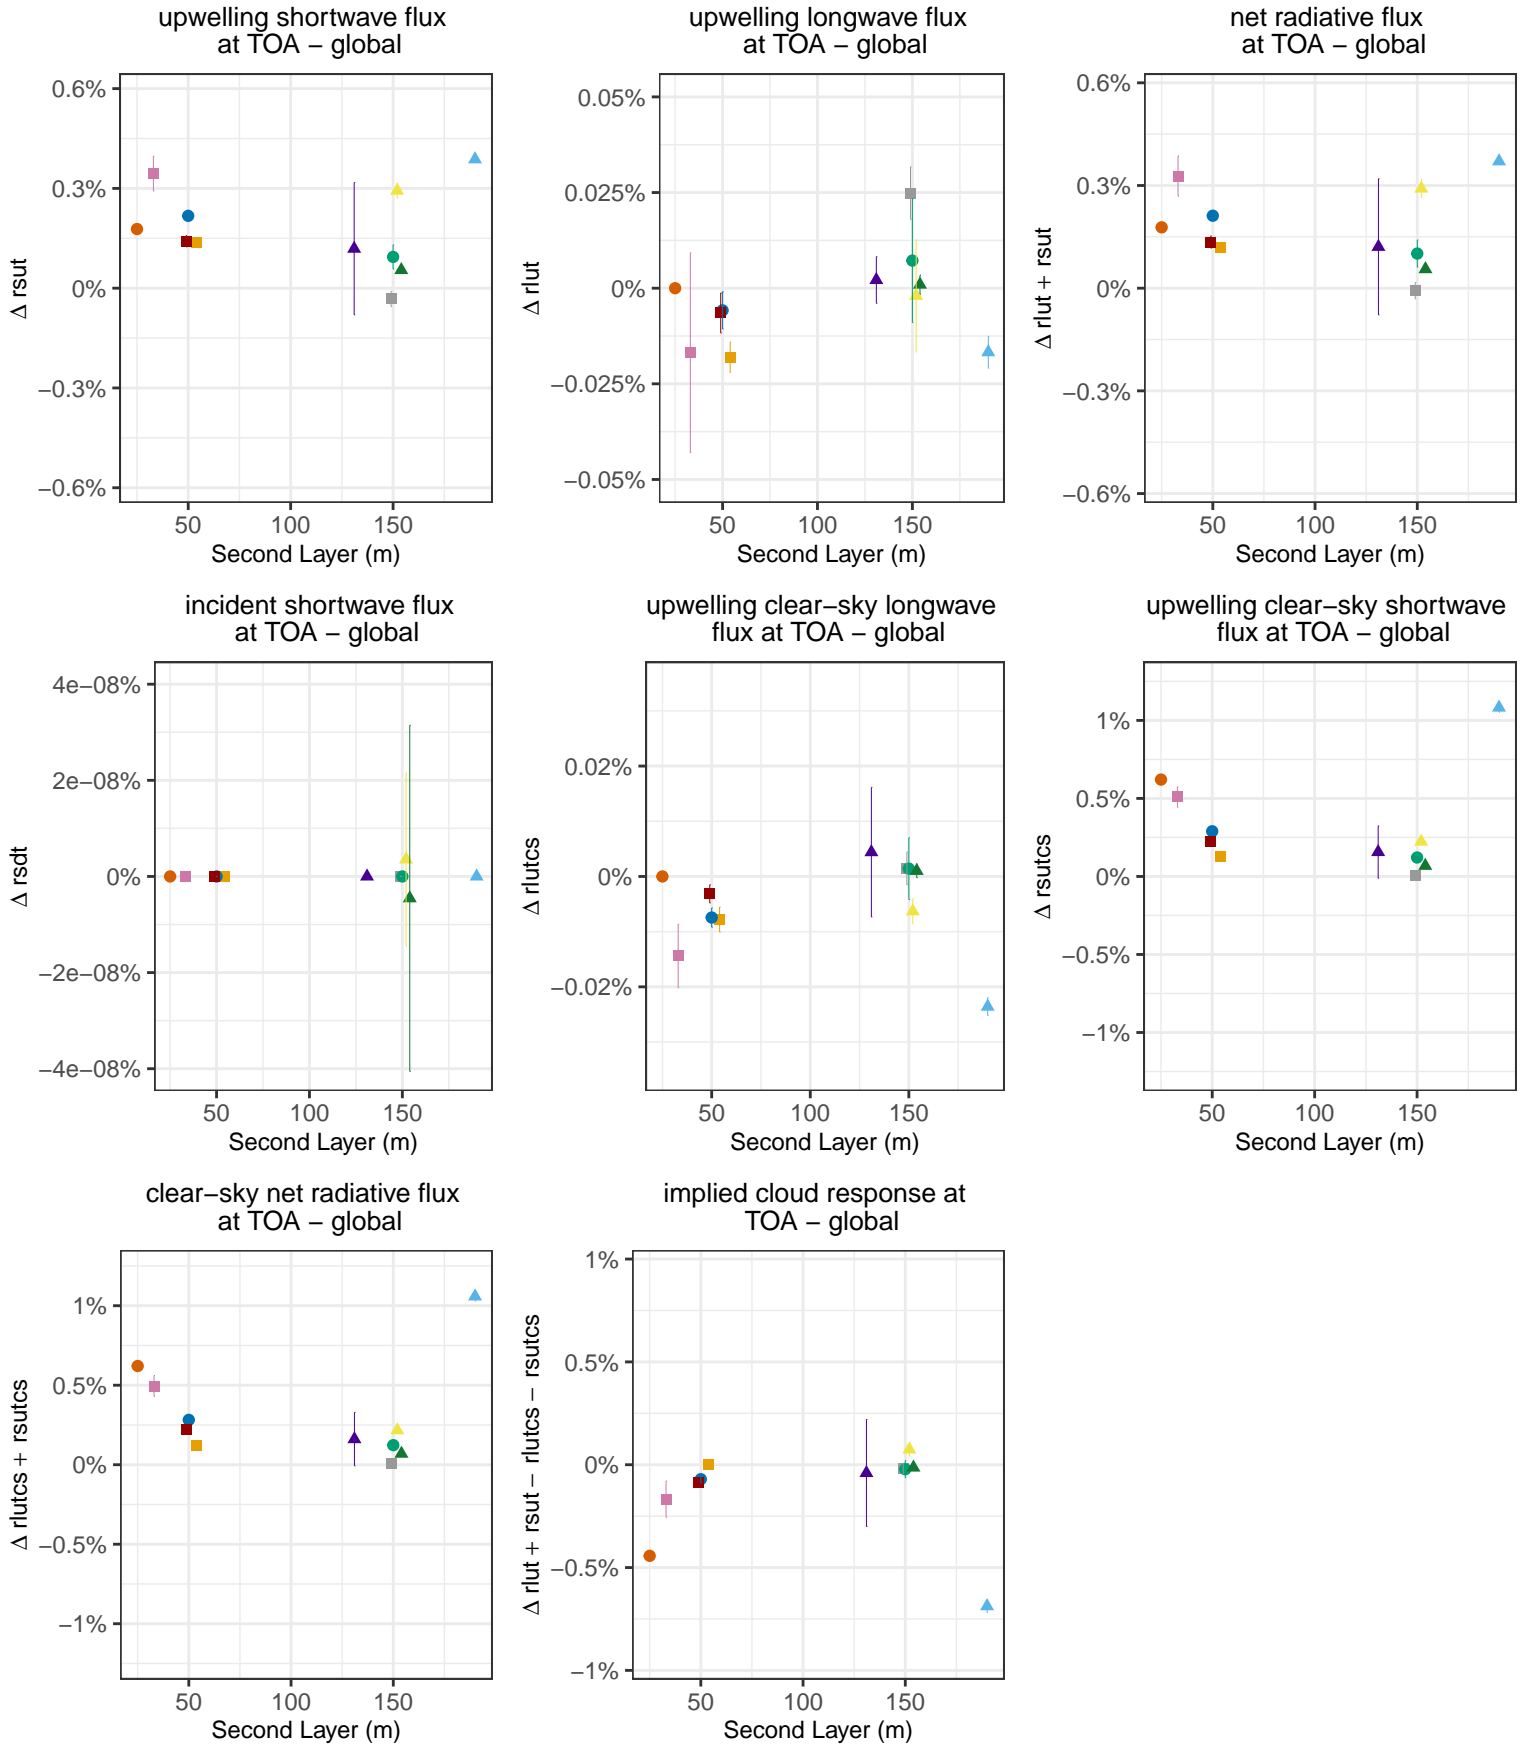 upwelling shortwave flux
at TOA − global
0.6%
0.3%
0%
−0.3%
−0.6%
Δ rsut
50
100
150
Second Layer (m)
upwelling longwave flux
at TOA − global
0.05%
0.025%
0%
−0.025%
−0.05%
Δ rlut
50
100
150
Second Layer (m)
net radiative flux
at TOA − global
0.6%
0.3%
0%
−0.3%
−0.6%
Δ rlut + rsut
50
100
150
Second Layer (m)
incident shortwave flux
at TOA − global
4e−08%
2e−08%
0%
−2e−08%
−4e−08%
Δ rsdt
50
100
150
Second Layer (m)
upwelling clear−sky longwave
flux at TOA − global
0.02%
0%
−0.02%
Δ rlutcs
50
100
150
Second Layer (m)
upwelling clear−sky shortwave
flux at TOA − global
1%
0.5%
0%
−0.5%
−1%
Δ rsutcs
50
100
150
Second Layer (m)
clear−sky net radiative flux
at TOA − global
1%
0.5%
0%
−0.5%
−1%
Δ rlutcs + rsutcs
50
100
150
Second Layer (m)
implied cloud response at
TOA − global
1%
0.5%
0%
−0.5%
−1%
Δ rlut + rsut − rlutcs − rsutcs
50
100
150
Second Layer (m)